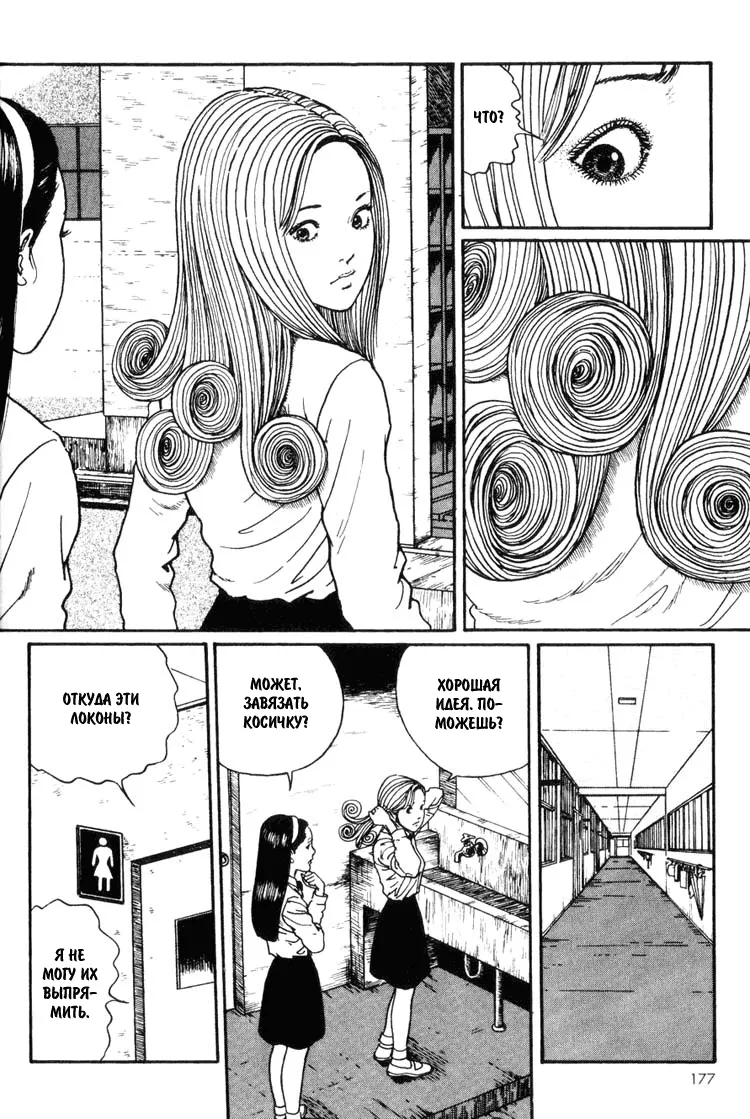 ЧТО?
ОТКУДА ЭТИ
ЛОКОНЫ?
Я НЕ
МОГУ ИХ
ВЫПРЯ-
МИТЬ.
МОЖЕТ,
ЗАВЯЗАТЬ
КОСИЧКУ?
ХОРОШАЯ
ИДЕЯ. ПО-
МОЖЕШЬ?
177